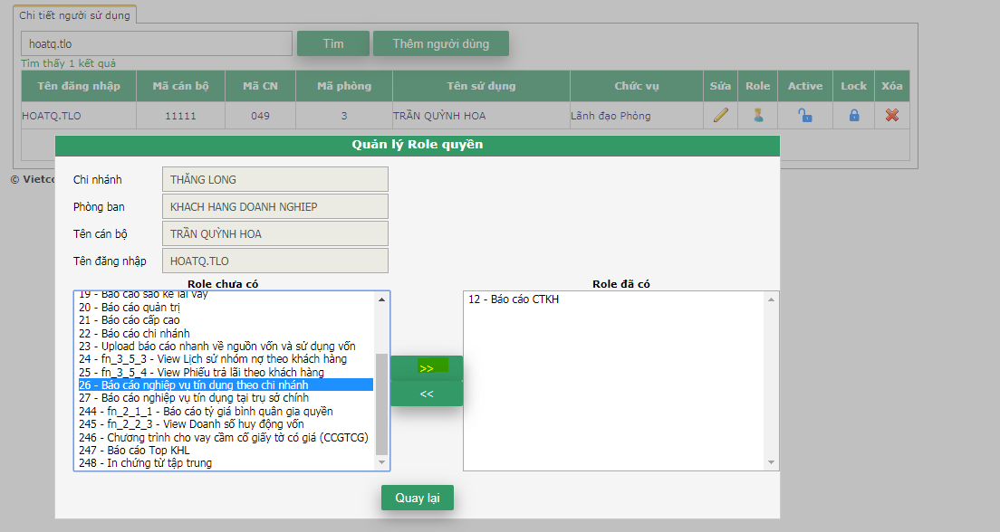 Chi tiết người sử dụng
hoatq.tlo
Tìm
Thêm người dùng
Tìm thấy 1 kết quả
Tên đăng nhập Mã cán bộ Mã CN Mã phòng Tên sử dụng Chức vụ Sửa Role Active Lock Xóa
HOATQ.TLO 11111 049 3 TRẦN QUỲNH HOA Lãnh đạo Phòng
© Vietco
Quản lý Role quyền
Chi nhánh THĂNG LONG
Phòng ban KHACH HANG DOANH NGHIEP
Tên cán bộ TRẦN QUỲNH HOA
Tên đăng nhập HOATQ.TLO
Role chưa có
19 - Báo cáo sao kê lãi vay
20 - Báo cáo quản trị
21 - Báo cáo cấp cao
22 - Báo cáo chi nhánh
23 - Upload báo cáo nhanh về nguồn vốn và sử dụng vốn
24 - fn_3_5_3 - View Lịch sử nhóm nợ theo khách hàng
25 - fn_3_5_4 - View Phiếu trả lãi theo khách hàng
26 - Báo cáo nghiệp vụ tín dụng theo chi nhánh
27 - Báo cáo nghiệp vụ tín dụng tại trụ sở chính
244 - fn_2_1_1 - Báo cáo tỷ giá bình quân gia quyền
245 - fn_2_2_3 - View Doanh số huy động vốn
246 - Chương trình cho vay cầm cố giấy tờ có giá (CCGTCG)
247 - Báo cáo Top KHL
248 - In chứng từ tập trung
>>
<<
Role đã có
12 - Báo cáo CTKH
Quay lại